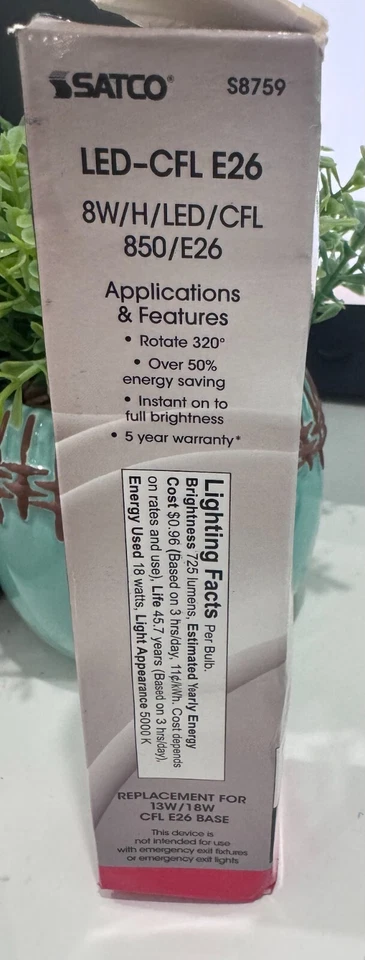 SATCO®
S8759
LED-CFL E26
8W/H/LED/CFL
850/E26
Applications
& Features
• Rotate 320°
• Over 50%
energy saving
• Instant on to
full brightness
• 5 year warranty*
Lighting Facts Per Bulb.
Brightness 725 lumens, Estimated Yearly Energy
Cost $0.96 (Based on 3 hrs/day, 11¢/kWh. Cost depends
on rates and use), Life 45.7 years (Based on 3 hrs/day),
Energy Used 18 watts, Light Appearance 5000 K
REPLACEMENT FOR
13W/18W
CFL E26 BASE
This device is
not intended for use
with emergency exit fixtures
or emergency exit lights